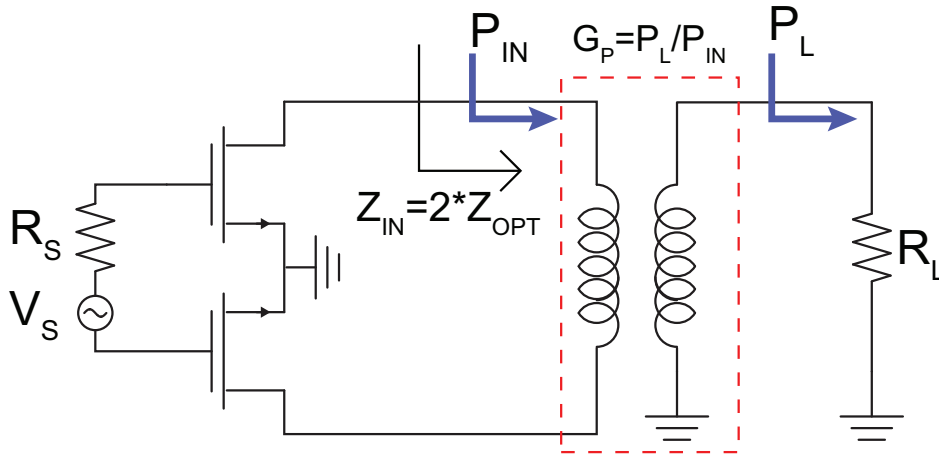 P_IN
G_P=P_L/P_IN
P_L
Z_IN=2*Z_OPT
R_S
V_S
R_L